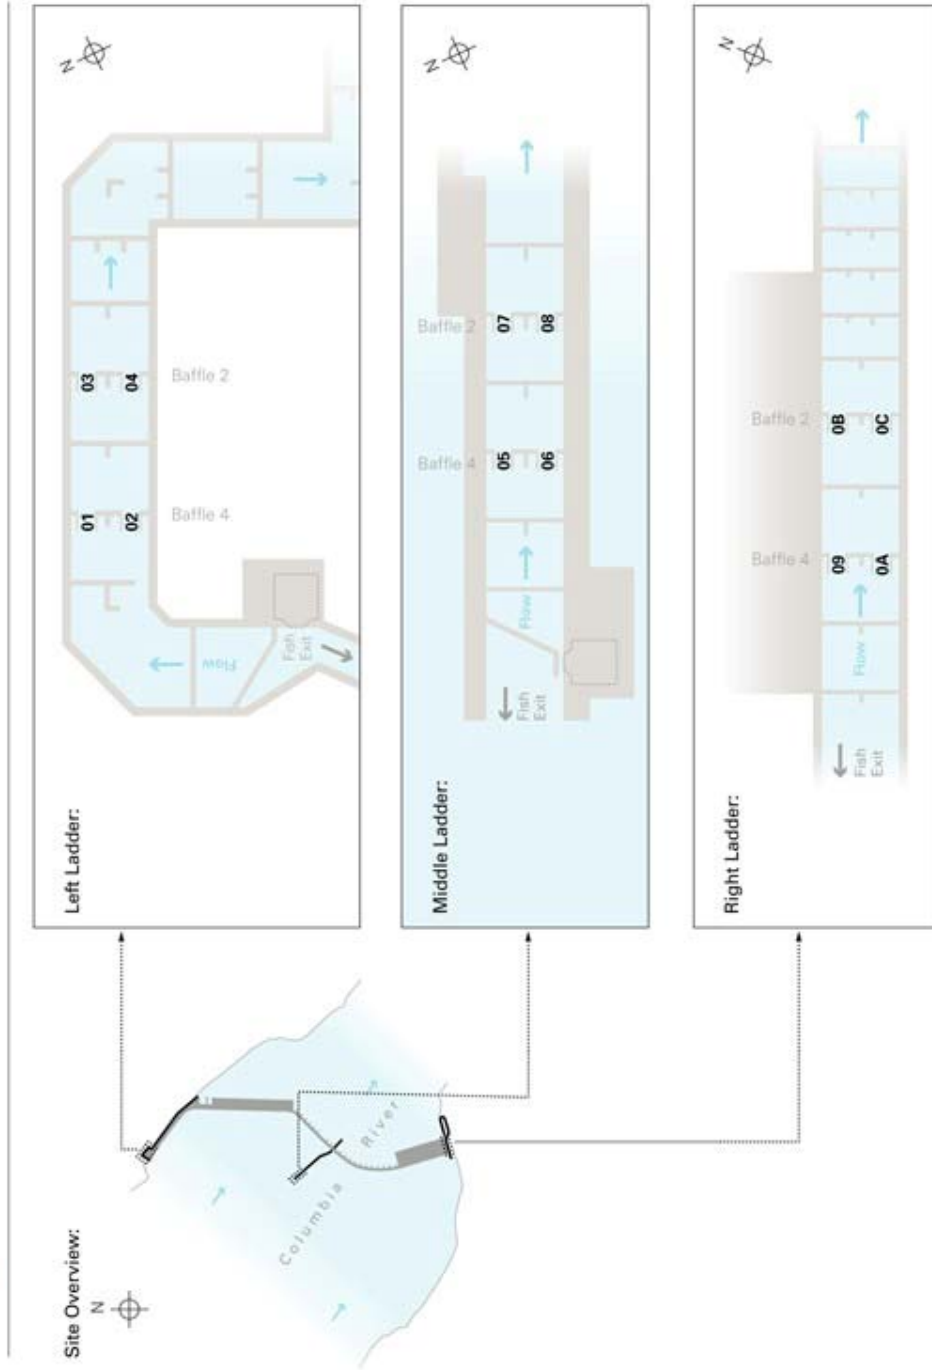 Site Overview:
N
Columbia River
Left Ladder:
N
01
02
03
04
Baffle 4
Baffle 2
Flow
Fish
Exit
Middle Ladder:
N
Baffle 4
Baffle 2
05
06
07
08
Flow
Fish
Exit
Right Ladder:
N
Baffle 4
Baffle 2
09
0A
0B
0C
Flow
Fish
Exit